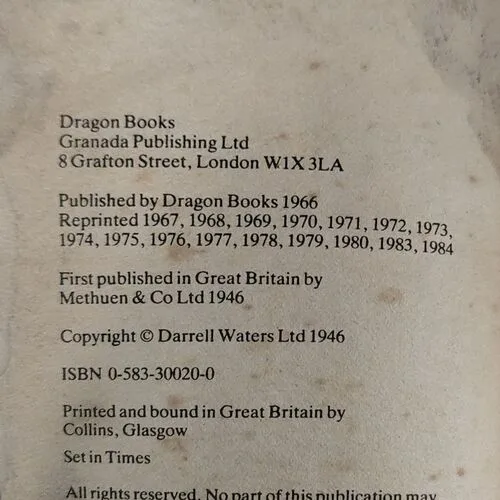 Dragon Books
Granada Publishing Ltd
8 Grafton Street, London W1X 3LA
Published by Dragon Books 1966
Reprinted 1967, 1968, 1969, 1970, 1971, 1972, 1973,
1974, 1975, 1976, 1977, 1978, 1979, 1980, 1983, 1984
First published in Great Britain by
Methuen & Co Ltd 1946
Copyright © Darrell Waters Ltd 1946
ISBN 0-583-30020-0
Printed and bound in Great Britain by
Collins, Glasgow
Set in Times
All rights reserved. No part of this publication may